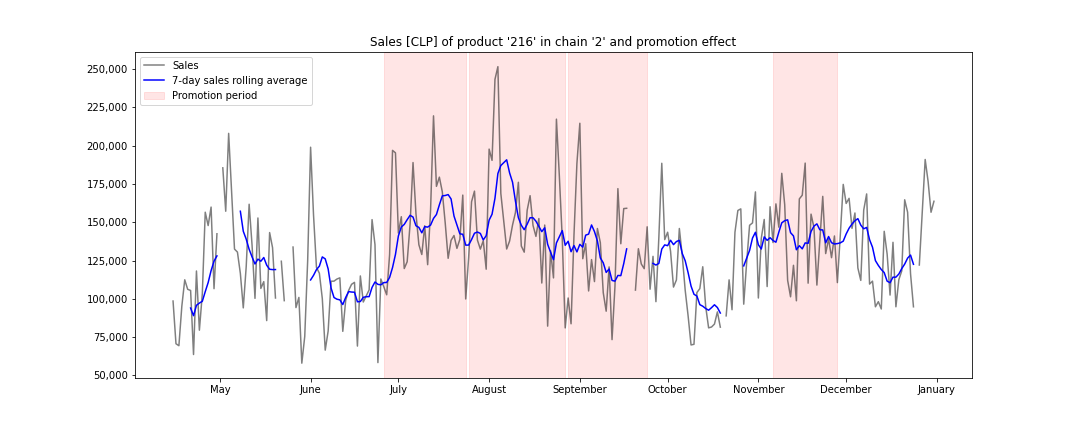 Sales [CLP] of product '216' in chain '2' and promotion effect
Sales
7-day sales rolling average
Promotion period
250,000
225,000
200,000
175,000
150,000
125,000
100,000
75,000
50,000
May June July August September October November December January